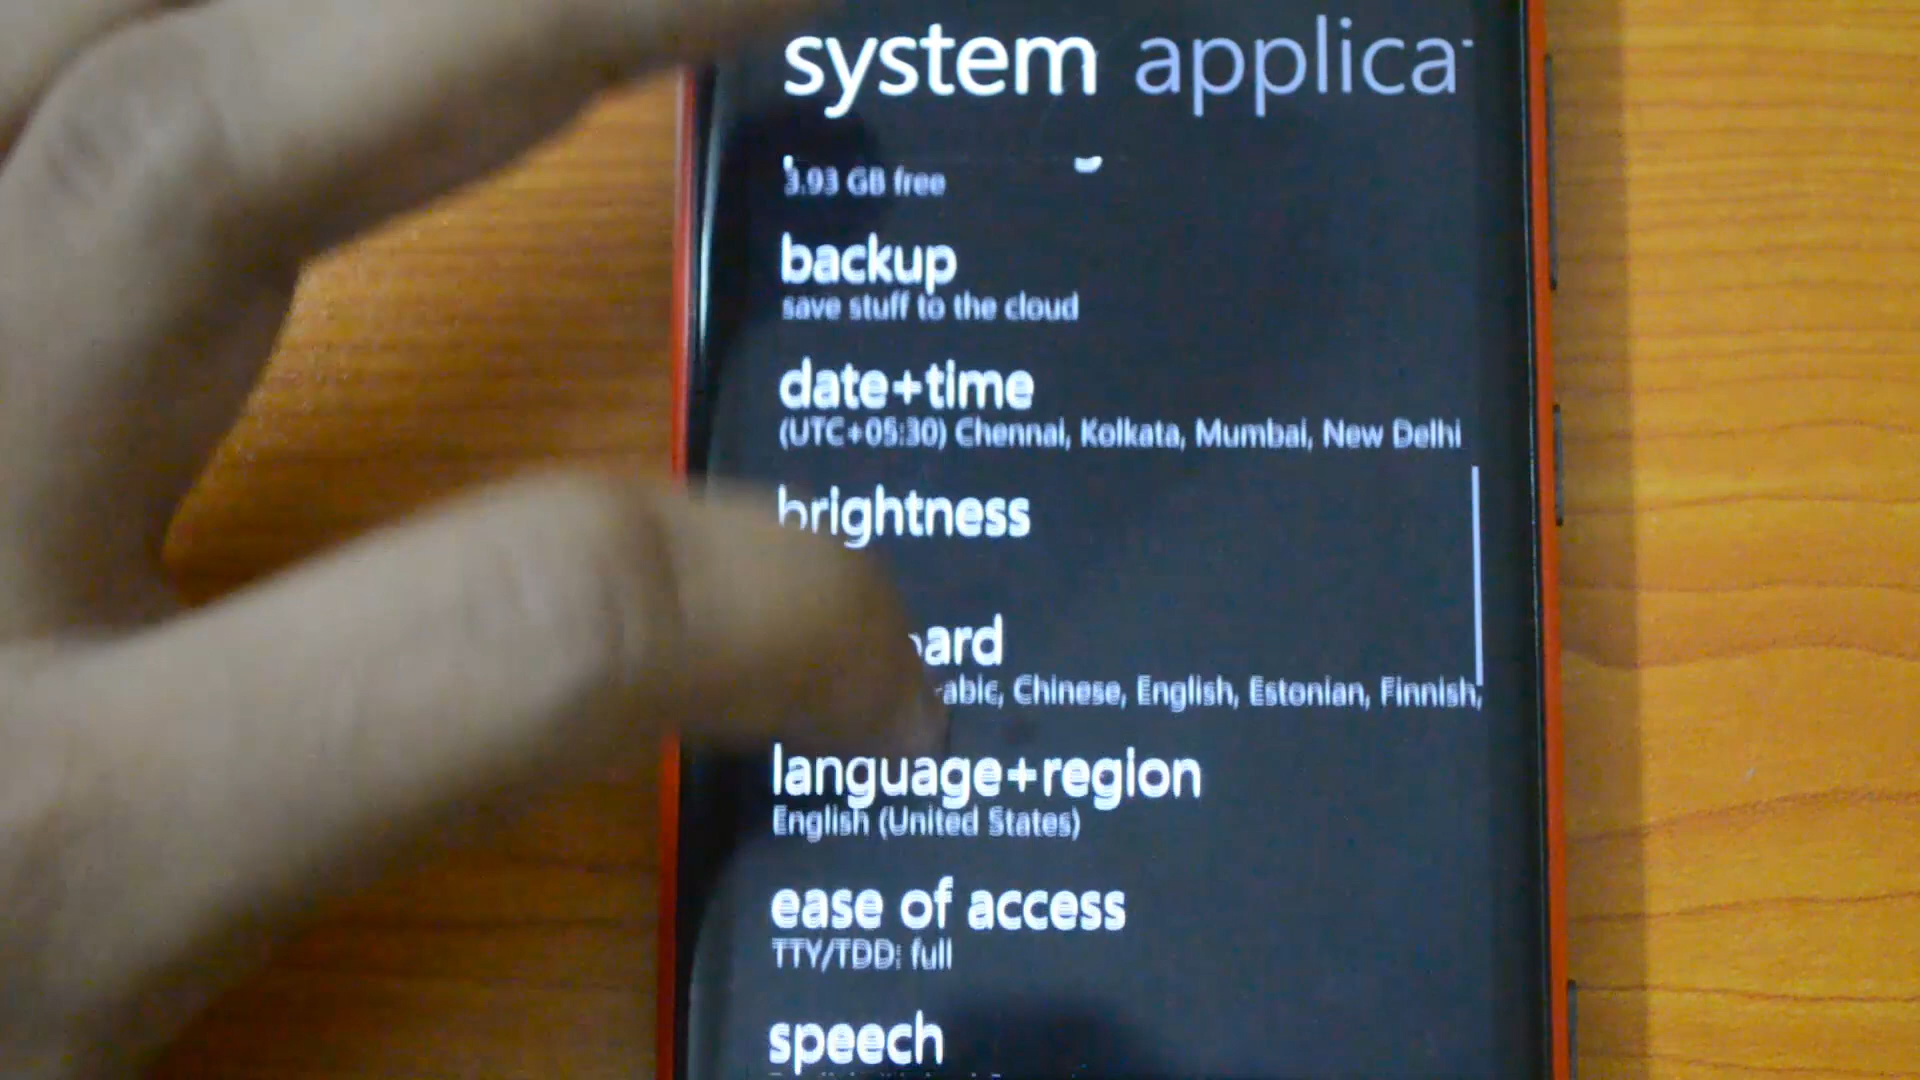 system applica
3.93 GB free
backup
save stuff to the cloud
date+time
(UTC+05:30) Chennai, Kolkata, Mumbai, New Delhi
brightness
ard
abic, Chinese, English, Estonian, Finnish,
language+region
English (United States)
ease of access
TTY/TDD: full
speech